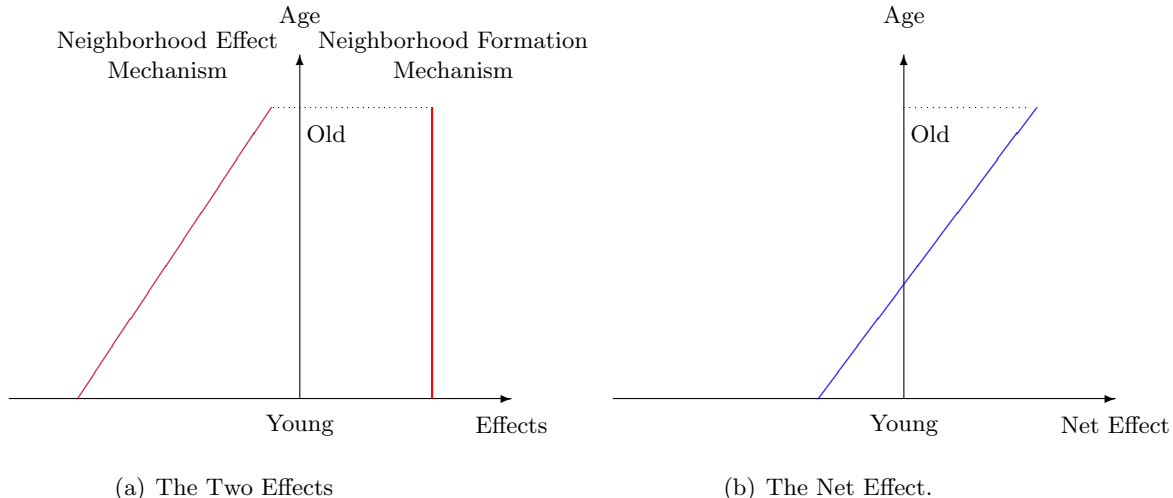 Age
Neighborhood Effect
Mechanism
Neighborhood Formation
Mechanism
Old
Young
Effects
(a) The Two Effects
Age
Old
Young
Net Effect
(b) The Net Effect.